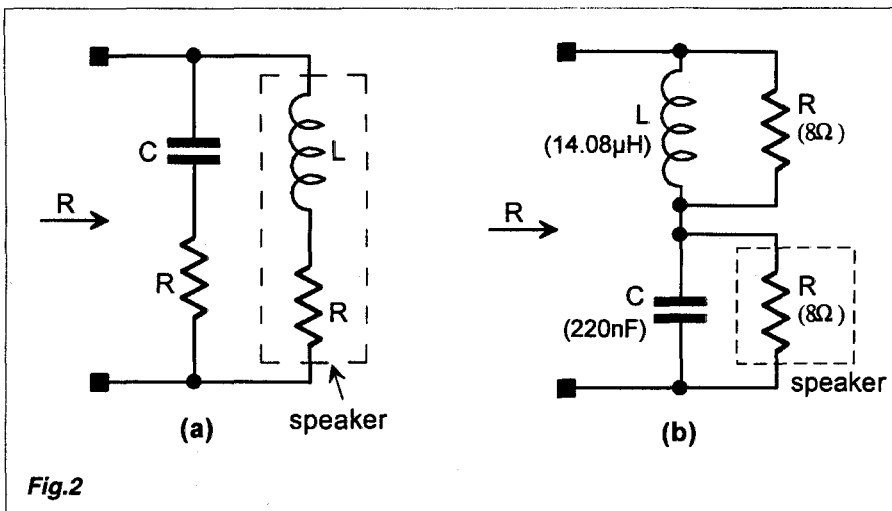 R
C
R
L
R
speaker
(a)
R
L
(14.08µH)
R
(8Ω)
C
(220nF)
R
(8Ω)
speaker
(b)
Fig.2